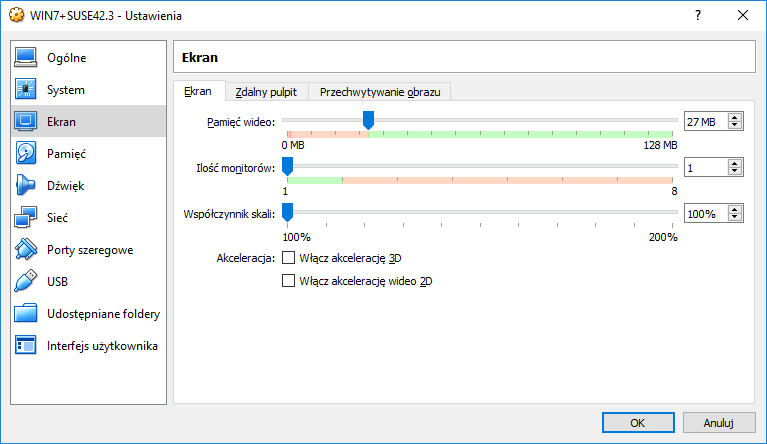 WIN7+SUSE42.3 - Ustawienia
?
Ogólne
System
Ekran
Pamięć
Dźwięk
Sieć
Porty szeregowe
USB
Udostępniane foldery
Interfejs użytkownika
Ekran
Ekran
Zdalny pulpit
Przechwytywanie obrazu
Pamięć wideo:
27 MB
0 MB
128 MB
Ilość monitorów:
1
1
8
Współczynnik skali:
100%
100%
200%
Akceleracja:
Włącz akcelerację 3D
Włącz akcelerację wideo 2D
OK
Anuluj